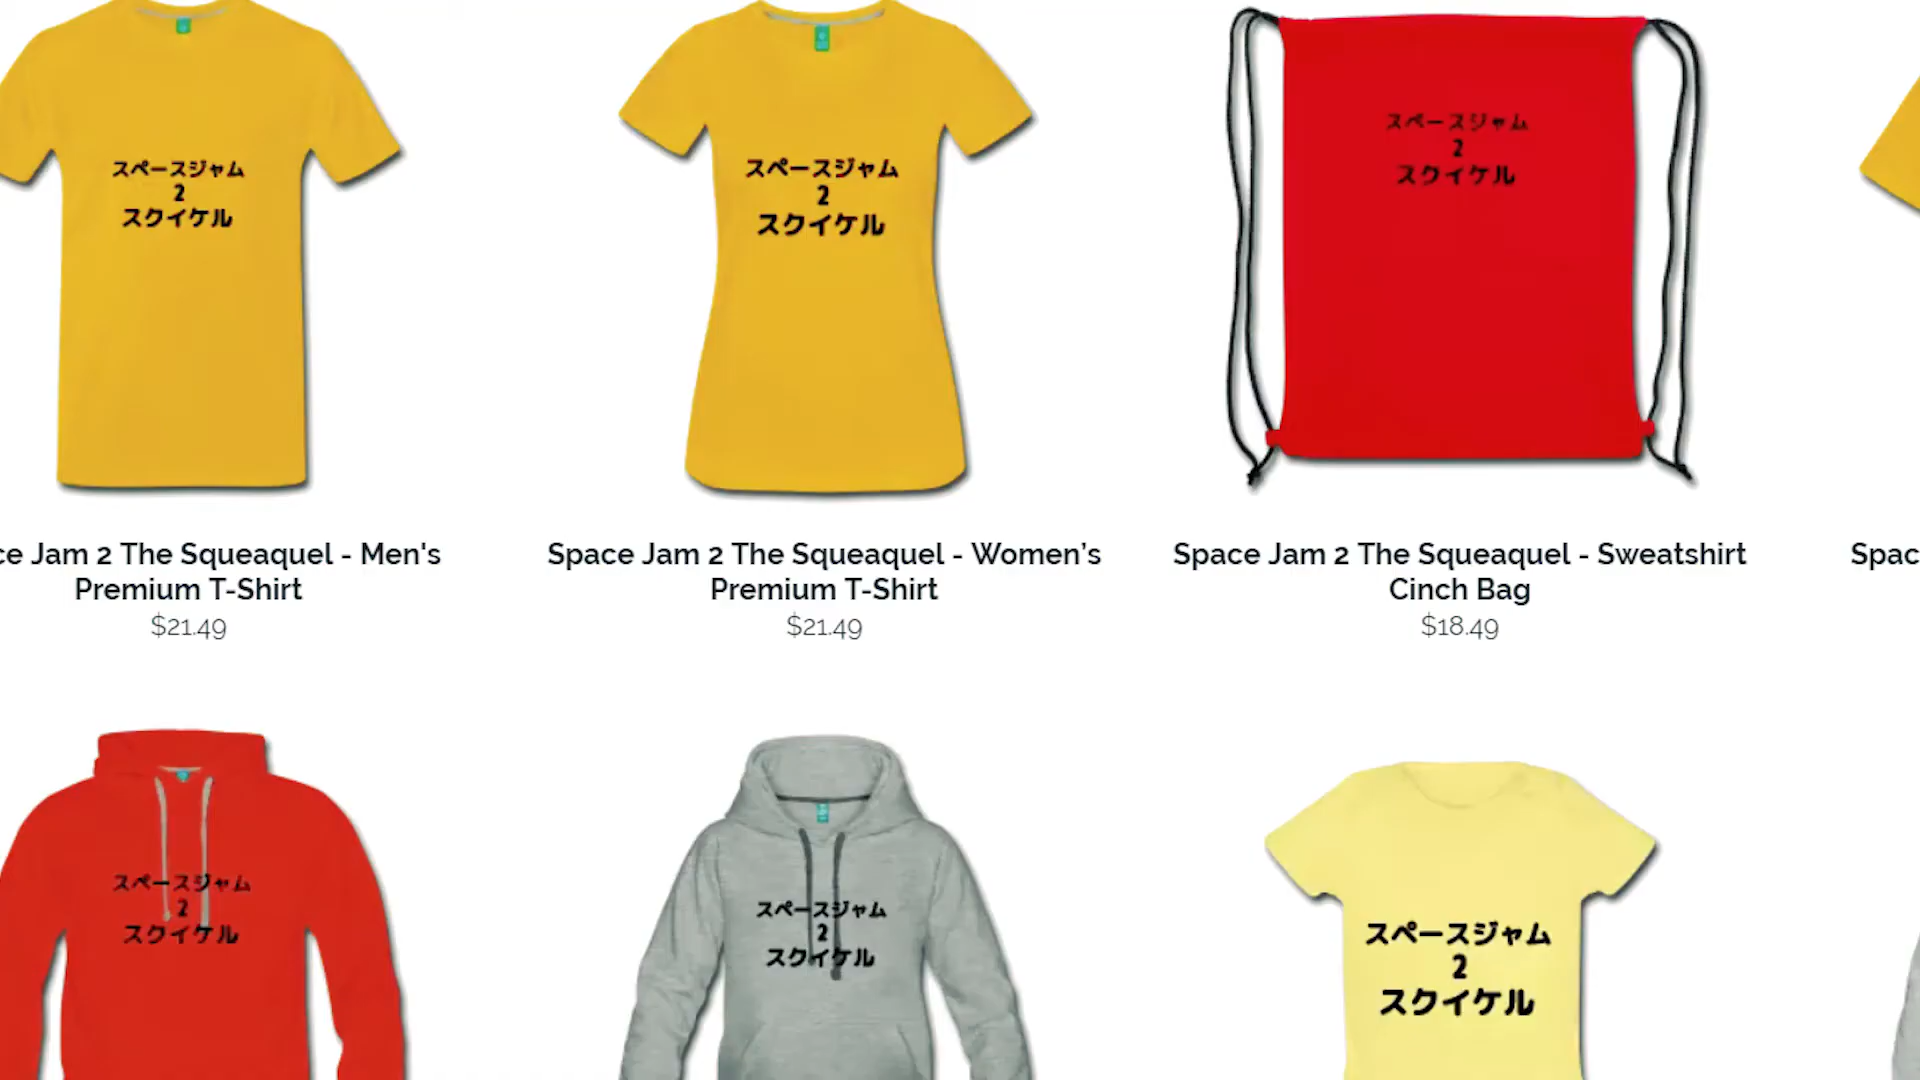 スペースジャム
2
スクイケル
スペースジャム
2
スクイケル
スペースジャム
2
スクイケル
ce Jam 2 The Squeaquel - Men's
Premium T-Shirt
$21.49
Space Jam 2 The Squeaquel - Women’s
Premium T-Shirt
$21.49
Space Jam 2 The Squeaquel - Sweatshirt
Cinch Bag
$18.49
Spac
スペースジャム
2
スクイケル
スペースジャム
2
スクイケル
スペースジャム
2
スクイケル